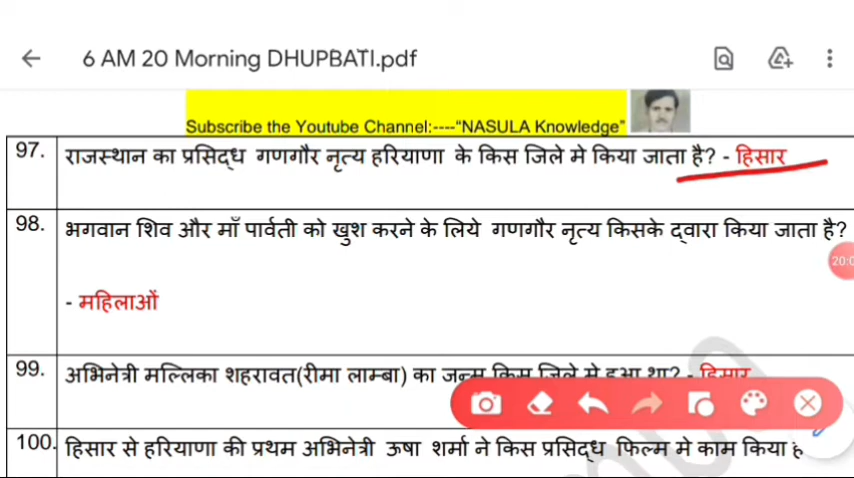 6 AM 20 Morning DHUPBATI.pdf
Subscribe the Youtube Channel:----“NASULA Knowledge”
97. राजस्थान का प्रसिद्ध गणगौर नृत्य हरियाणा के किस जिले मे किया जाता है? - हिसार
98. भगवान शिव और माँ पार्वती को खुश करने के लिये गणगौर नृत्य किसके द्वारा किया जाता है?
- महिलाओं
99. अभिनेत्री मल्लिका शहरावत(रीमा लाम्बा) का जन्म किस जिले मे हुआ था? - हिसार
100. हिसार से हरियाणा की प्रथम अभिनेत्री ऊषा शर्मा ने किस प्रसिद्ध फिल्म मे काम किया